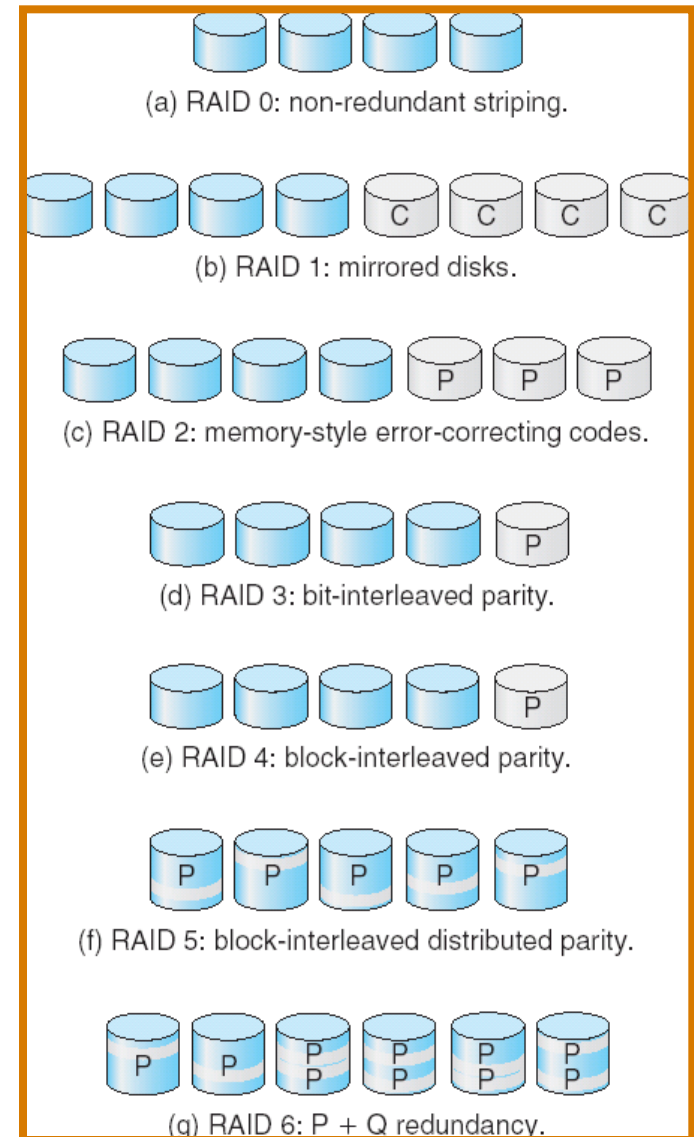 (a) RAID 0: non-redundant striping.
C C C C
(b) RAID 1: mirrored disks.
P P P
(c) RAID 2: memory-style error-correcting codes.
P
(d) RAID 3: bit-interleaved parity.
P
(e) RAID 4: block-interleaved parity.
P P P P P
(f) RAID 5: block-interleaved distributed parity.
P P P P P P
P P P P
(g) RAID 6: P + Q redundancy.